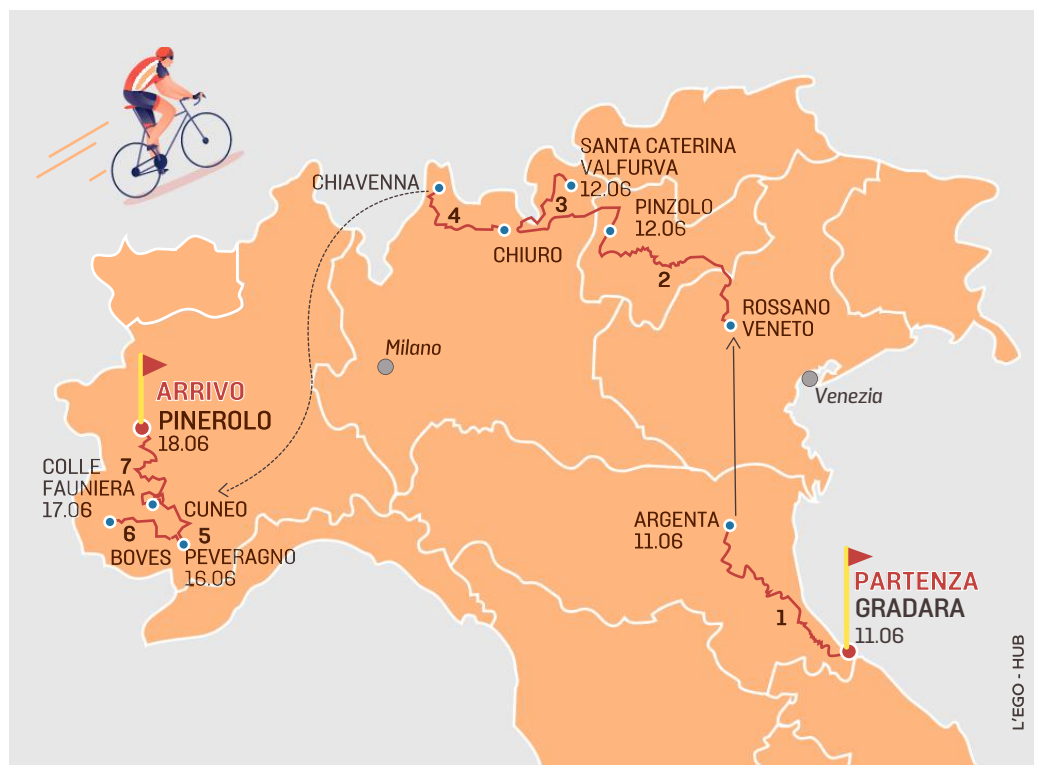 SANTA CATERINA
VALFURVA
12.06
CHIAVENNA
3
PINZOLO
12.06
4
CHIURO
2
ROSSANO
VENETO
Milano
Venezia
ARRIVO
PINEROLO
18.06
COLLE
FAUNIERA
17.06
7
CUNEO
6
5
BOVES
PEVERAGNO
16.06
ARGENTA
11.06
PARTENZA
GRADARA
11.06
1
L'EGO - HUB